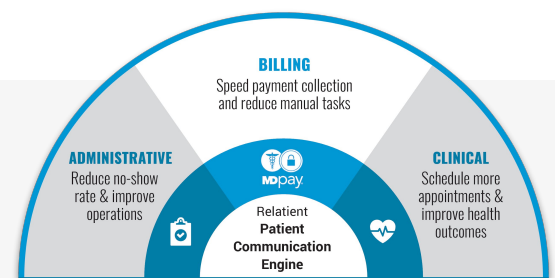 BILLING
Speed payment collection
and reduce manual tasks
ADMINISTRATIVE
Reduce no-show
rate & improve
operations
CLINICAL
Schedule more
appointments &
improve health
outcomes
MDpay
Relatient
Patient
Communication
Engine